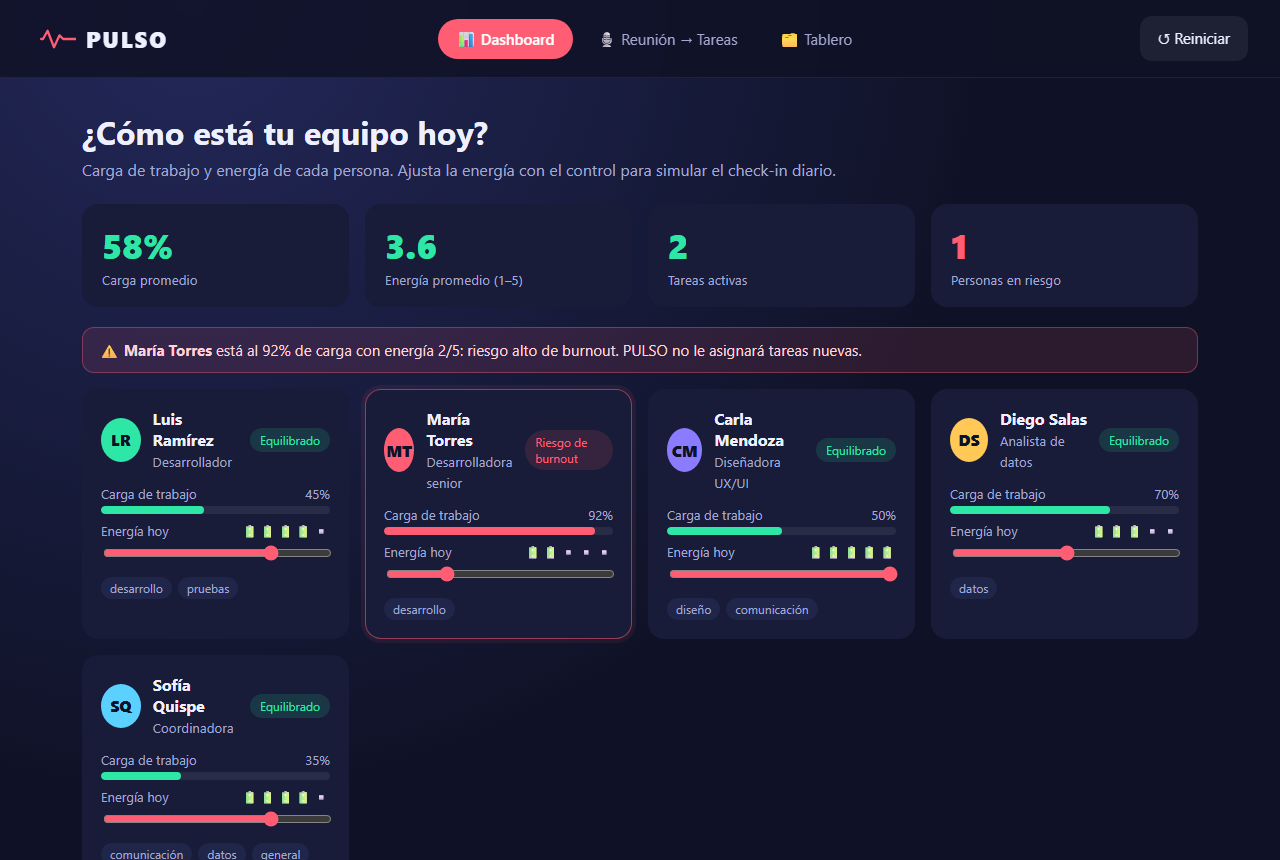 PULSO
Dashboard
Reunión → Tareas
Tablero
↺ Reiniciar
¿Cómo está tu equipo hoy?
Carga de trabajo y energía de cada persona. Ajusta la energía con el control para simular el check-in diario.
58%
Carga promedio
3.6
Energía promedio (1–5)
2
Tareas activas
1
Personas en riesgo
María Torres está al 92% de carga con energía 2/5: riesgo alto de burnout. PULSO no le asignará tareas nuevas.
LR
Luis
Ramírez
Desarrollador
Equilibrado
Carga de trabajo 45%
Energía hoy
desarrollo pruebas
MT
María
Torres
Desarrolladora
senior
Riesgo de
burnout
Carga de trabajo 92%
Energía hoy
desarrollo
CM
Carla
Mendoza
Diseñadora
UX/UI
Equilibrado
Carga de trabajo 50%
Energía hoy
diseño comunicación
DS
Diego Salas
Analista de
datos
Equilibrado
Carga de trabajo 70%
Energía hoy
datos
SQ
Sofía
Quispe
Coordinadora
Equilibrado
Carga de trabajo 35%
Energía hoy
comunicación datos general